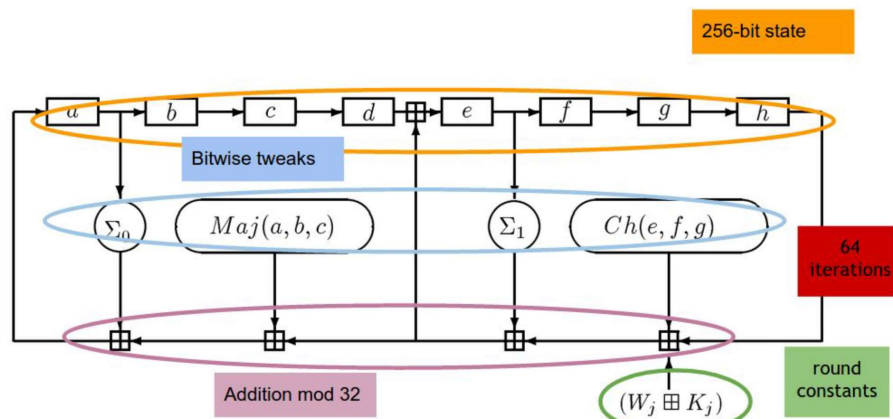 256-bit state
a b c d ⊞ e f g h
Bitwise tweaks
Σ₀ Maj(a, b, c) Σ₁ Ch(e, f, g)
64
iterations
⊞ ⊞ ⊞ ⊞
Addition mod 32
round
constants
(Wⱼ ⊞ Kⱼ)